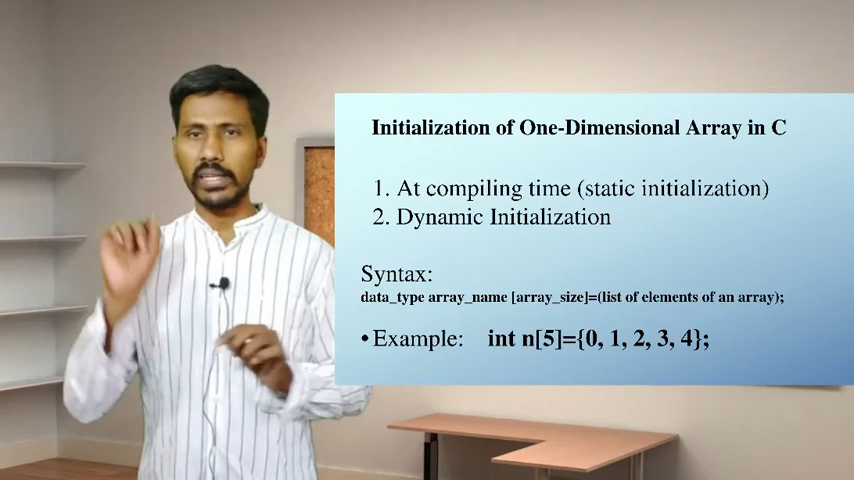 Initialization of One-Dimensional Array in C
1. At compiling time (static initialization)
2. Dynamic Initialization
Syntax:
data_type array_name [array_size]=(list of elements of an array);
• Example: int n[5]={0, 1, 2, 3, 4};